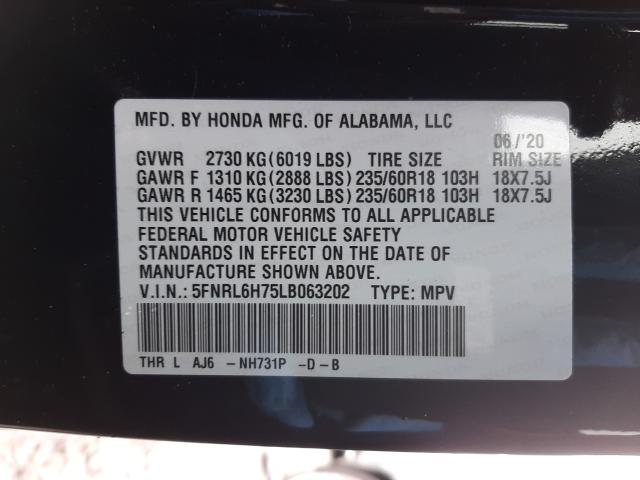 MFD. BY HONDA MFG. OF ALABAMA, LLC
06/'20
GVWR 2730 KG(6019 LBS) TIRE SIZE RIM SIZE
GAWR F 1310 KG(2888 LBS) 235/60R18 103H 18X7.5J
GAWR R 1465 KG(3230 LBS) 235/60R18 103H 18X7.5J
THIS VEHICLE CONFORMS TO ALL APPLICABLE
FEDERAL MOTOR VEHICLE SAFETY
STANDARDS IN EFFECT ON THE DATE OF
MANUFACTURE SHOWN ABOVE.
V.I.N.: 5FNRL6H75LB063202 TYPE: MPV
THR L AJ6 -NH731P -D-B